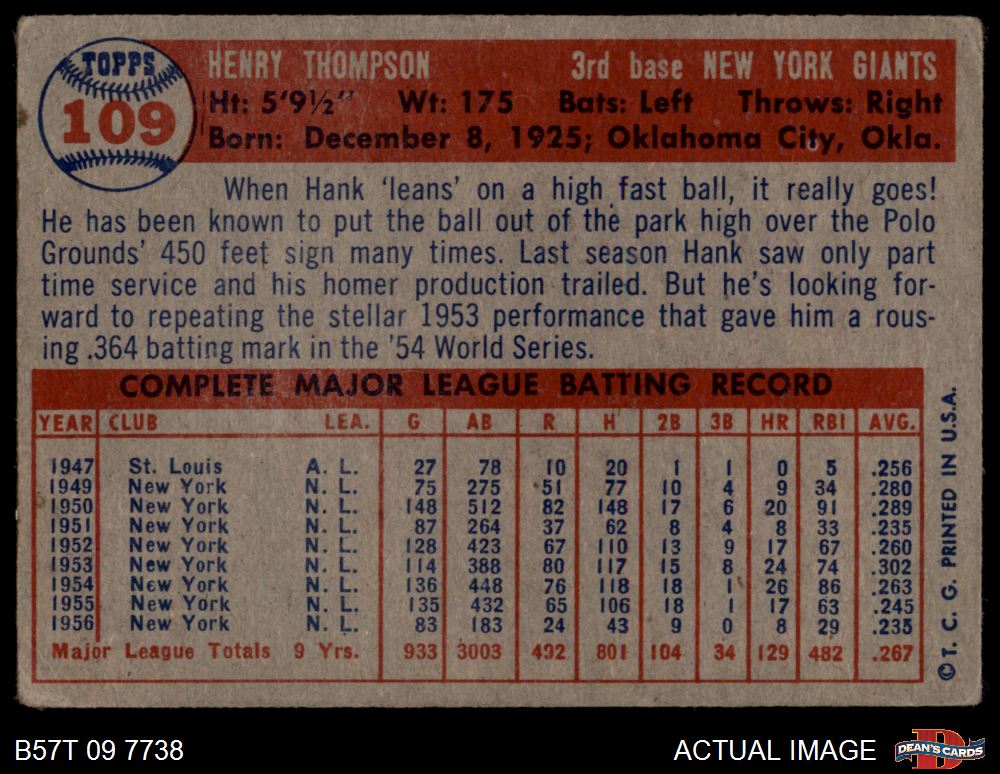 TOPPS
109
HENRY THOMPSON 3rd base NEW YORK GIANTS
Ht: 5'9½" Wt: 175 Bats: Left Throws: Right
Born: December 8, 1925; Oklahoma City, Okla.
When Hank 'leans' on a high fast ball, it really goes!
He has been known to put the ball out of the park high over the Polo
Grounds' 450 feet sign many times. Last season Hank saw only part
time service and his homer production trailed. But he's looking for-
ward to repeating the stellar 1953 performance that gave him a rous-
ing .364 batting mark in the '54 World Series.
COMPLETE MAJOR LEAGUE BATTING RECORD
YEAR CLUB LEA. G AB R H 2B 3B HR RBI AVG.
1947 St. Louis A. L. 27 78 10 20 1 1 0 5 .256
1949 New York N. L. 75 275 51 77 10 4 9 34 .280
1950 New York N. L. 148 512 82 148 17 6 20 91 .289
1951 New York N. L. 87 264 37 62 8 4 8 33 .235
1952 New York N. L. 128 423 67 110 13 9 17 67 .260
1953 New York N. L. 114 388 80 117 15 8 24 74 .302
1954 New York N. L. 136 448 76 118 18 1 26 86 .263
1955 New York N. L. 135 432 65 106 18 1 17 63 .245
1956 New York N. L. 83 183 24 43 9 0 8 29 .235
Major League Totals 9 Yrs. 933 3003 492 801 104 34 129 482 .267
© T. C. G. PRINTED IN U.S.A.
B57T 09 7738 ACTUAL IMAGE
DEAN'S CARDS